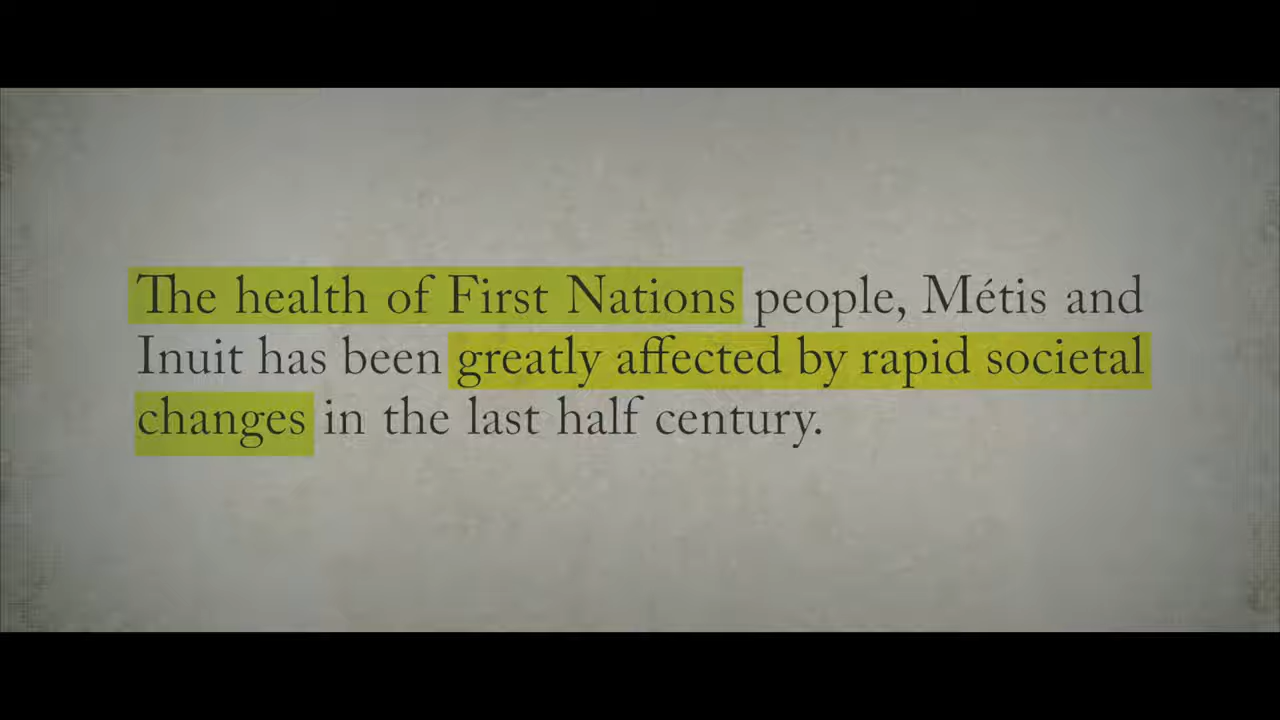 The health of First Nations people, Métis and
Inuit has been greatly affected by rapid societal
changes in the last half century.